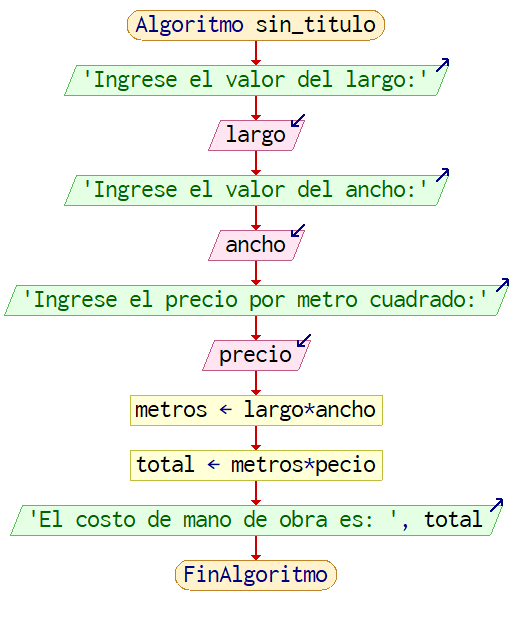 Algoritmo sin_titulo
'Ingrese el valor del largo:'
largo
'Ingrese el valor del ancho:'
ancho
'Ingrese el precio por metro cuadrado:'
precio
metros ← largo*ancho
total ← metros*pecio
'El costo de mano de obra es: ', total
FinAlgoritmo